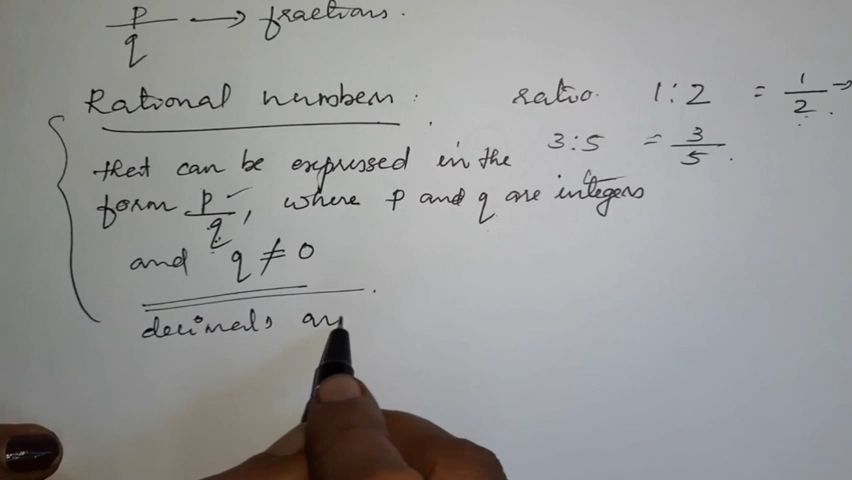 p/q → fractions.
Rational numbers : ratio. 1:2 = 1/2 →
that can be expressed in the 3:5 = 3/5.
form p/q, where p and q are integers
and q ≠ 0
decimals an